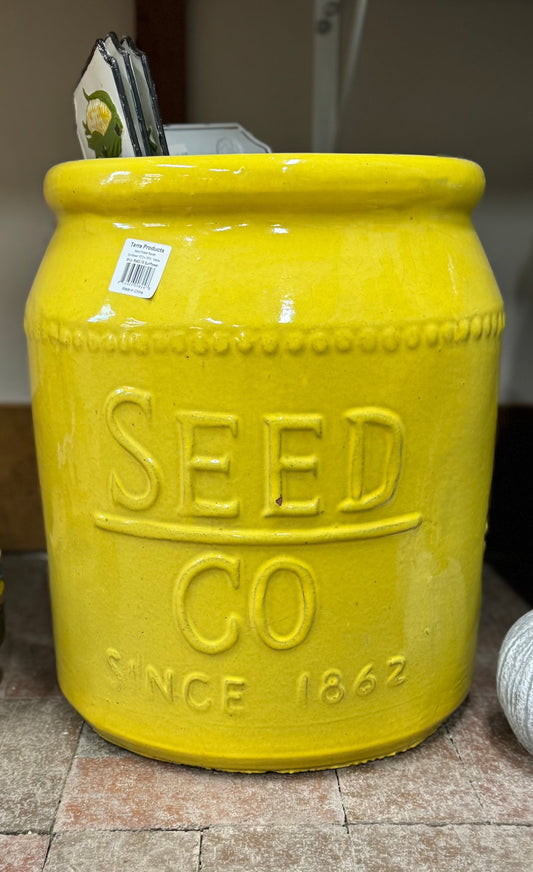 Terra Products
SEED
CO
SINCE 1862